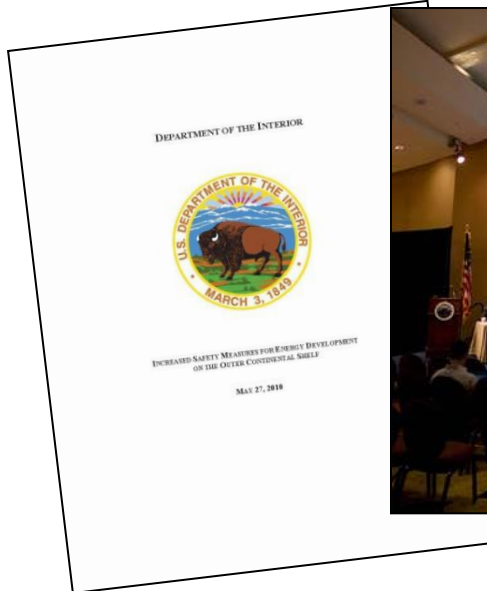 DEPARTMENT OF THE INTERIOR
U.S. DEPARTMENT OF THE INTERIOR
MARCH 3, 1849
INCREASED SAFETY MEASURES FOR ENERGY DEVELOPMENT
ON THE OUTER CONTINENTAL SHELF
MAY 27, 2010